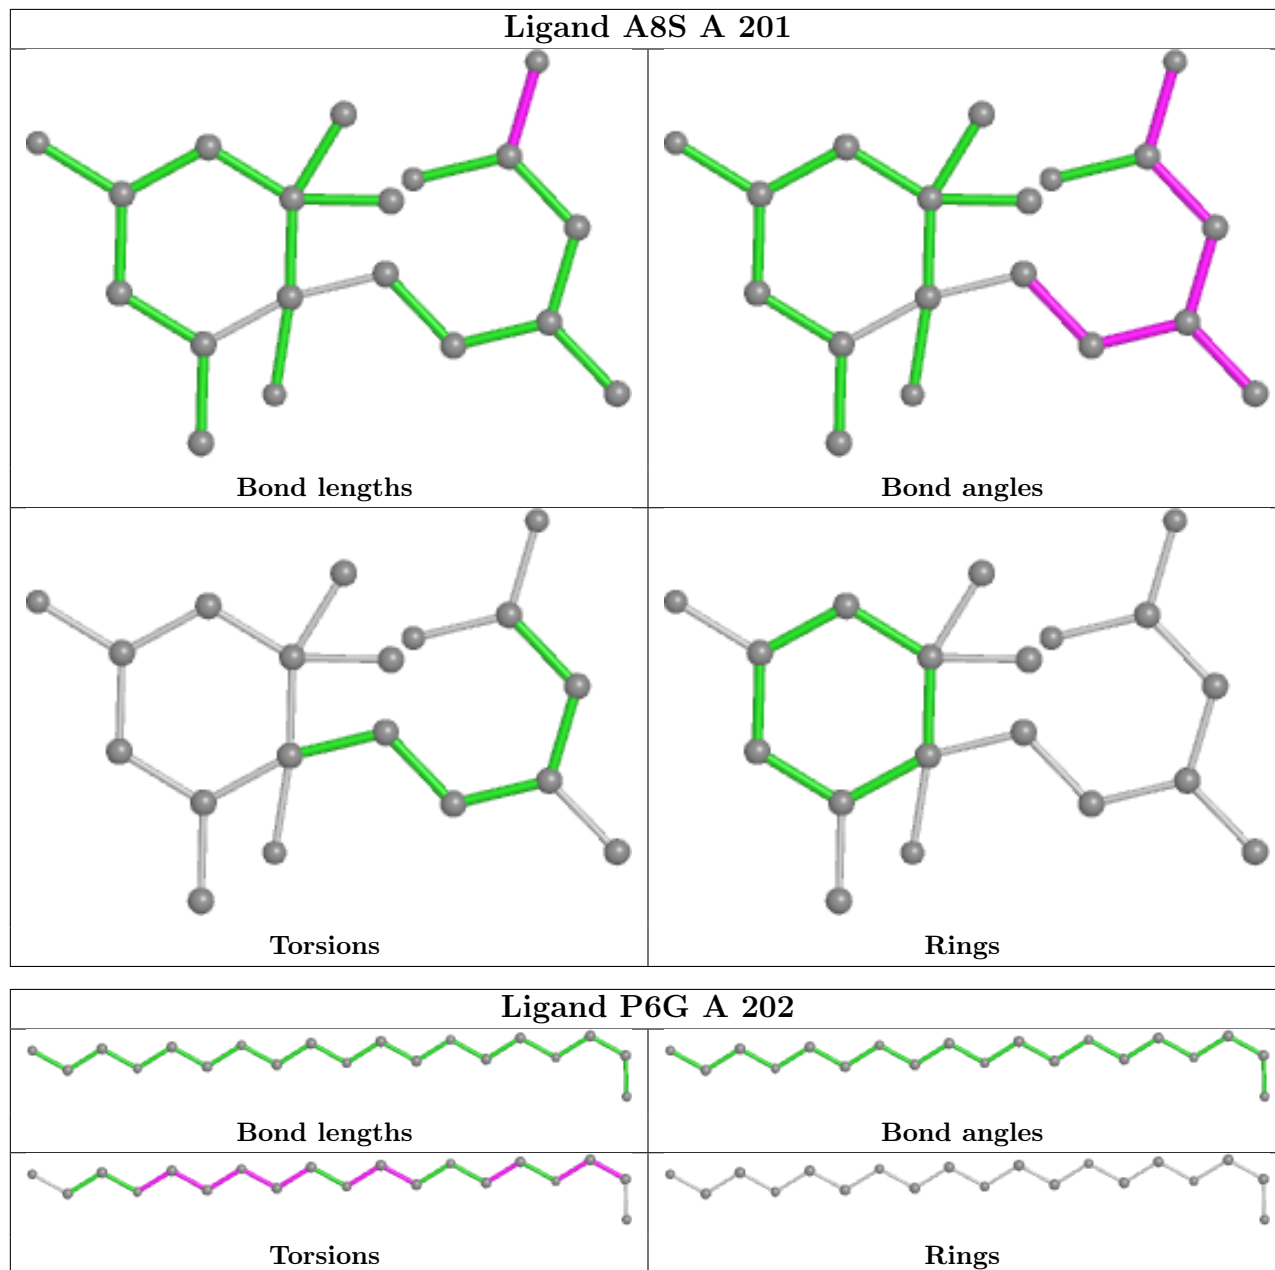 Ligand A8S A 201
Bond lengths
Bond angles
Torsions
Rings
Ligand P6G A 202
Bond lengths
Bond angles
Torsions
Rings